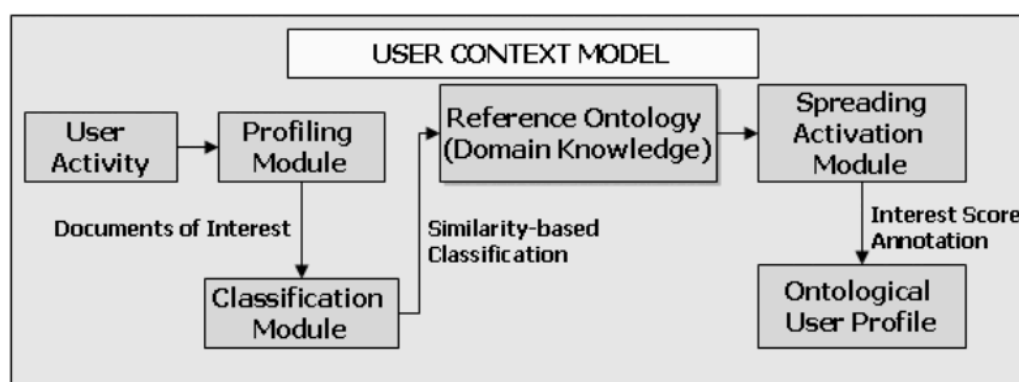 USER CONTEXT MODEL
User
Activity
Profiling
Module
Reference Ontology
(Domain Knowledge)
Spreading
Activation
Module
Documents of Interest
Similarity-based
Classification
Interest Score
Annotation
Classification
Module
Ontological
User Profile